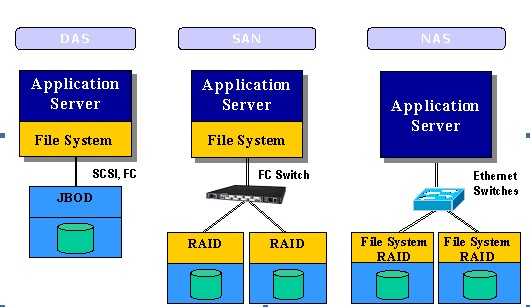 DAS
SAN
NAS
Application
Server
File System
SCSI, FC
JBOD
Application
Server
File System
FC Switch
RAID
RAID
Application
Server
Ethernet
Switches
File System
RAID
File System
RAID